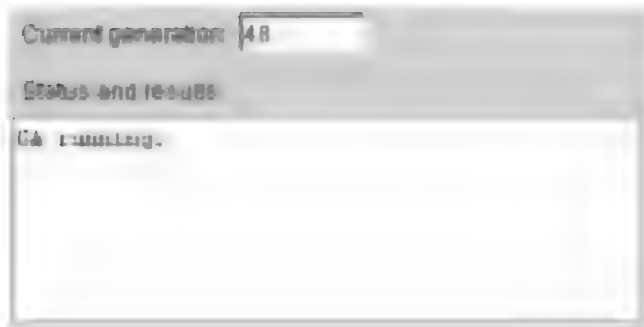 Current generation: 48
Status and results
GA running.